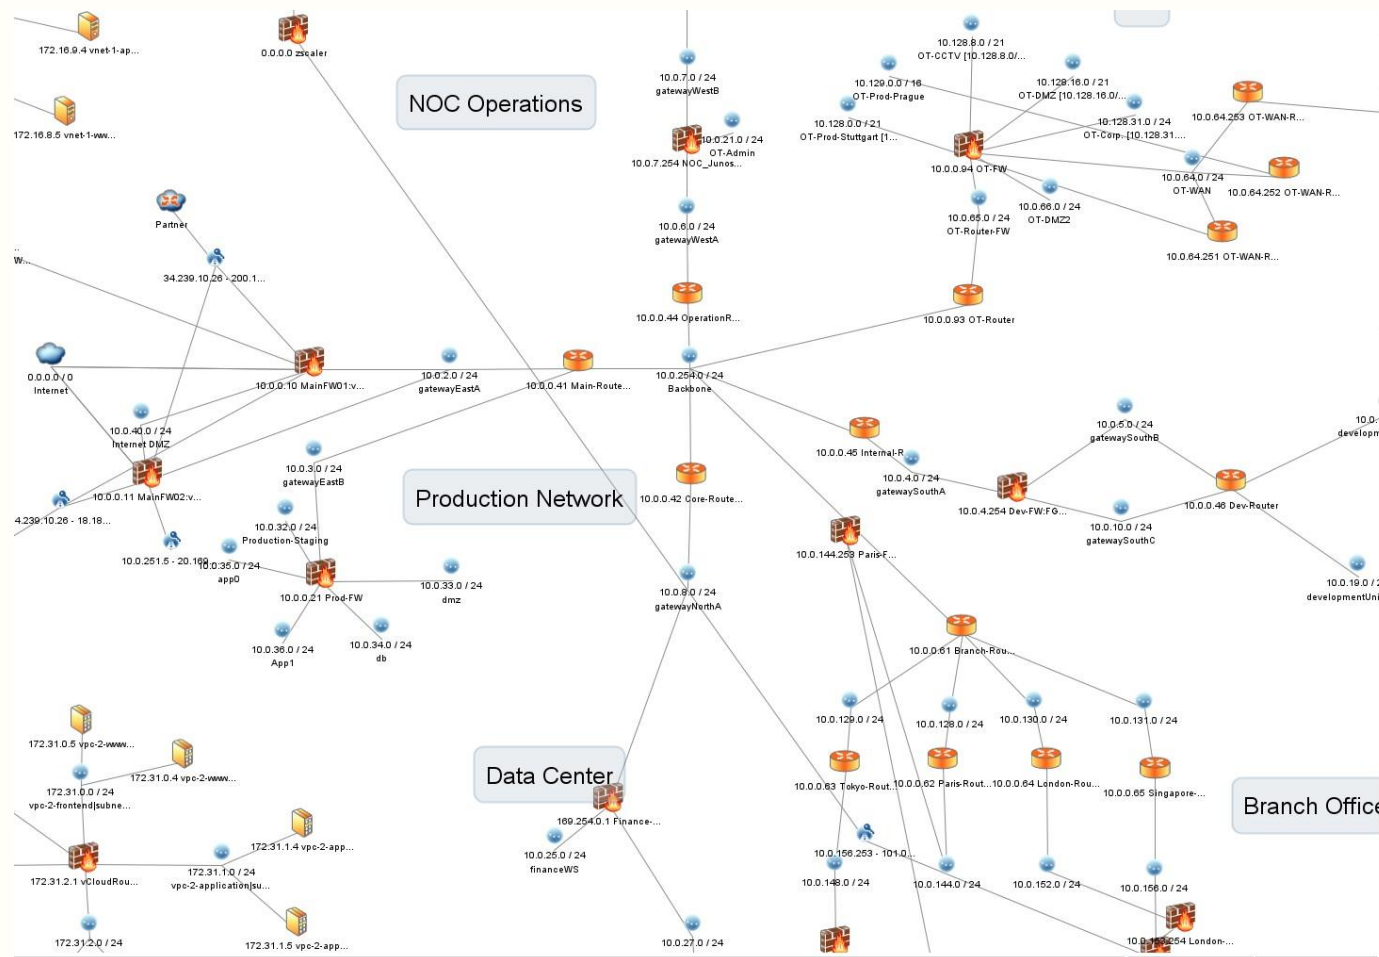 172.16.9.4 vnet-1-ap...
0.0.0.0 zscaler
NOC Operations
10.0.7.0 / 24
gatewayWestB
10.128.8.0 / 21
OT-CCTV [10.128.8.0/...
10.129.0.0 / 16
OT-Prod-Prague
10.128.16.0 / 21
OT-DMZ [10.128.16.0/...
10.128.0.0 / 21
OT-Prod-Stuttgart [1...
10.128.31.0 / 24
OT-Corp. [10.128.31....
10.0.64.253 OT-WAN-R...
172.16.8.5 vnet-1-ww...
10.0.21.0 / 24
OT-Admin
10.0.7.254 NOC_Junos...
10.0.0.94 OT-FW
10.0.64.0 / 24
OT-WAN
10.0.64.252 OT-WAN-R...
Partner
10.0.6.0 / 24
gatewayWestA
10.0.65.0 / 24
OT-Router-FW
10.0.66.0 / 24
OT-DMZ2
10.0.64.251 OT-WAN-R...
..
W...
34.239.10.26 - 200.1...
10.0.0.44 OperationR...
10.0.0.93 OT-Router
0.0.0.0 / 0
Internet
10.0.0.10 MainFW01:v...
10.0.2.0 / 24
gatewayEastA
10.0.0.41 Main-Route...
10.0.254.0 / 24
Backbone
10.0.40.0 / 24
Internet DMZ
10.0.3.0 / 24
gatewayEastB
10.0.0.45 Internal-R
10.0.4.0 / 24
gatewaySouthA
10.0.5.0 / 24
gatewaySouthB
10.0.
developm
10.0.0.11 MainFW02:v...
Production Network
10.0.0.42 Core-Route...
10.0.4.254 Dev-FW:FG...
10.0.0.46 Dev-Router
4.239.10.26 - 18.18...
10.0.32.0 / 24
Production-Staging
10.0.10.0 / 24
gatewaySouthC
10.0.251.5 - 20.169
10.0.35.0 / 24
app0
10.0.144.253 Paris-F...
10.0.0.21 Prod-FW
10.0.33.0 / 24
dmz
10.0.8.0 / 24
gatewayNorthA
10.0.19.0 / 2
developmentUni
10.0.36.0 / 24
App1
10.0.34.0 / 24
db
10.0.0.61 Branch-Rou...
10.0.129.0 / 24
10.0.128.0 / 24
10.0.130.0 / 24
10.0.131.0 / 24
172.31.0.5 vpc-2-www...
172.31.0.4 vpc-2-www...
172.31.0.0 / 24
vpc-2-frontend|subne...
Data Center
10.0.0.63 Tokyo-Rout...
10.0.0.62 Paris-Rout...
10.0.0.64 London-Rou...
10.0.0.65 Singapore-...
Branch Office
169.254.0.1 Finance-...
172.31.1.4 vpc-2-app...
10.0.25.0 / 24
financeWS
10.0.156.253 - 101.0...
172.31.2.1 vCloudRou...
172.31.1.0 / 24
vpc-2-application|su...
10.0.148.0 / 24
10.0.144.0 / 24
10.0.152.0 / 24
10.0.156.0 / 24
172.31.2.0 / 24
172.31.1.5 vpc-2-app...
10.0.27.0 / 24
254 London-...